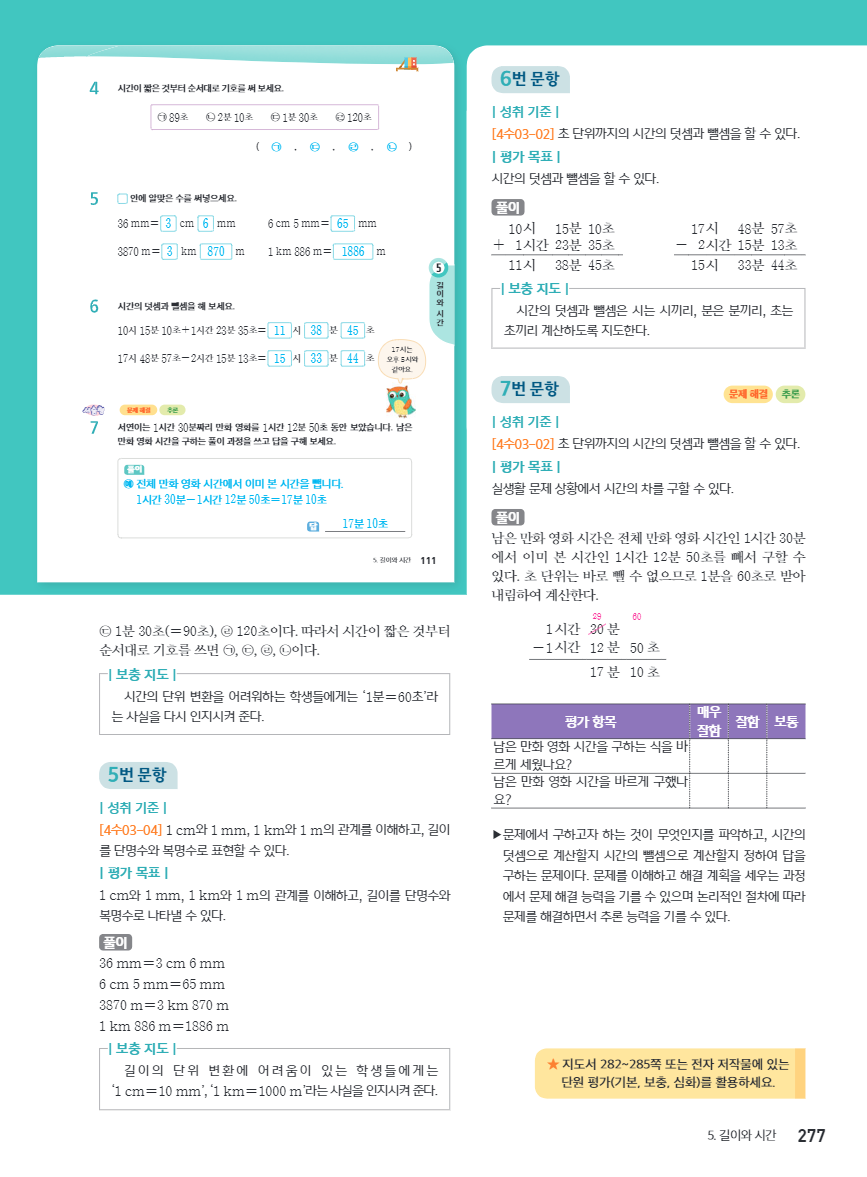 4 시간이 짧은 것부터 순서대로 기호를 써 보세요.
㉠ 89초 ㉡ 2분 10초 ㉢ 1분 30초 ㉣ 120초
( ㉠ , ㉢ , ㉣ , ㉡ )
5 □ 안에 알맞은 수를 써넣으세요.
36 mm＝3 cm 6 mm 6 cm 5 mm＝65 mm
3870 m＝3 km 870 m 1 km 886 m＝1886 m
6 시간의 덧셈과 뺄셈을 해 보세요.
10시 15분 10초＋1시간 23분 35초＝11 시 38 분 45 초
17시 48분 57초－2시간 15분 13초＝15 시 33 분 44 초
17시는
오후 5시와
같아요.
5
길이와 시간
문제 해결 추론
7 서연이는 1시간 30분짜리 만화 영화를 1시간 12분 50초 동안 보았습니다. 남은
만화 영화 시간을 구하는 풀이 과정을 쓰고 답을 구해 보세요.
풀이
예 전체 만화 영화 시간에서 이미 본 시간을 뺍니다.
1시간 30분－1시간 12분 50초＝17분 10초
답 17분 10초
5. 길이와 시간 111
㉢ 1분 30초(＝90초), ㉣ 120초이다. 따라서 시간이 짧은 것부터
순서대로 기호를 쓰면 ㉠, ㉢, ㉣, ㉡이다.
| 보충 지도 |
시간의 단위 변환을 어려워하는 학생들에게는 ‘1분＝60초’라
는 사실을 다시 인지시켜 준다.
5번 문항
| 성취 기준 |
[4수03-04] 1 cm와 1 mm, 1 km와 1 m의 관계를 이해하고, 길이
를 단명수와 복명수로 표현할 수 있다.
| 평가 목표 |
1 cm와 1 mm, 1 km와 1 m의 관계를 이해하고, 길이를 단명수와
복명수로 나타낼 수 있다.
풀이
36 mm＝3 cm 6 mm
6 cm 5 mm＝65 mm
3870 m＝3 km 870 m
1 km 886 m＝1886 m
| 보충 지도 |
길이의 단위 변환에 어려움이 있는 학생들에게는
‘1 cm＝10 mm’, ‘1 km＝1000 m’라는 사실을 인지시켜 준다.
6번 문항
| 성취 기준 |
[4수03-02] 초 단위까지의 시간의 덧셈과 뺄셈을 할 수 있다.
| 평가 목표 |
시간의 덧셈과 뺄셈을 할 수 있다.
풀이
10시 15분 10초 17시 48분 57초
＋ 1시간 23분 35초 － 2시간 15분 13초
11시 38분 45초 15시 33분 44초
| 보충 지도 |
시간의 덧셈과 뺄셈은 시는 시끼리, 분은 분끼리, 초는
초끼리 계산하도록 지도한다.
7번 문항
문제 해결 추론
| 성취 기준 |
[4수03-02] 초 단위까지의 시간의 덧셈과 뺄셈을 할 수 있다.
| 평가 목표 |
실생활 문제 상황에서 시간의 차를 구할 수 있다.
풀이
남은 만화 영화 시간은 전체 만화 영화 시간인 1시간 30분
에서 이미 본 시간인 1시간 12분 50초를 빼서 구할 수
있다. 초 단위는 바로 뺄 수 없으므로 1분을 60초로 받아
내림하여 계산한다.
29 60
1시간 30 분
－1시간 12 분 50 초
17 분 10 초
평가 항목 매우 잘함 잘함 보통
남은 만화 영화 시간을 구하는 식을 바
르게 세웠나요?
남은 만화 영화 시간을 바르게 구했나
요?
▶문제에서 구하고자 하는 것이 무엇인지를 파악하고, 시간의
덧셈으로 계산할지 시간의 뺄셈으로 계산할지 정하여 답을
구하는 문제이다. 문제를 이해하고 해결 계획을 세우는 과정
에서 문제 해결 능력을 기를 수 있으며 논리적인 절차에 따라
문제를 해결하면서 추론 능력을 기를 수 있다.
★ 지도서 282~285쪽 또는 전자 저작물에 있는
단원 평가(기본, 보충, 심화)를 활용하세요.
5. 길이와 시간 277